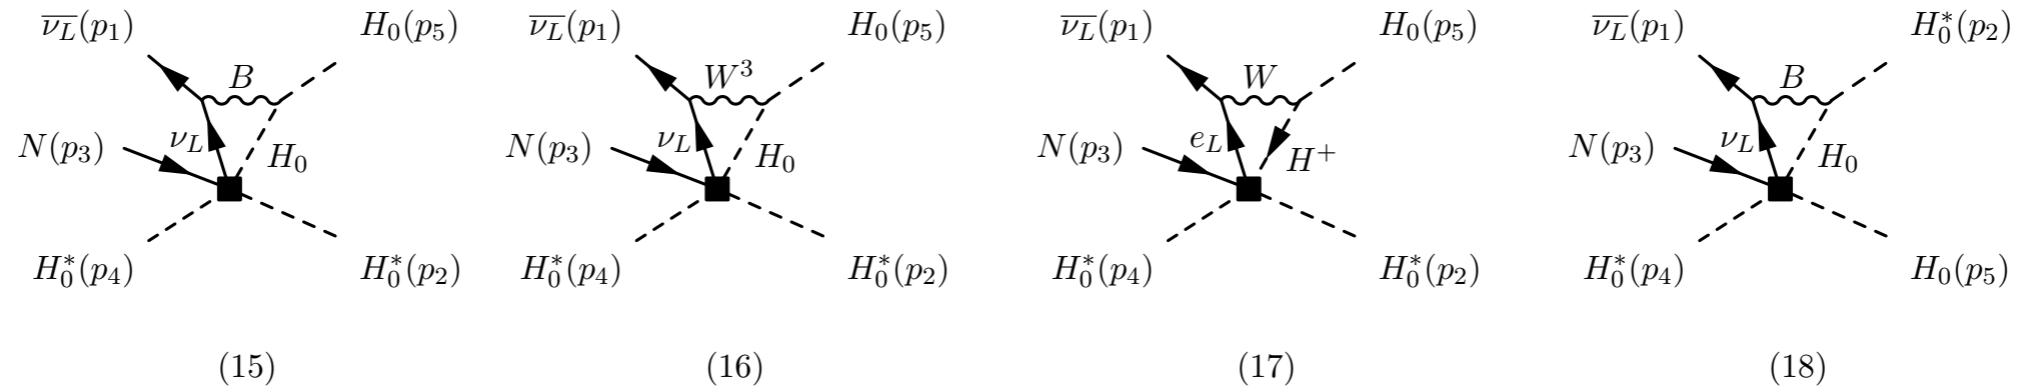 $\overline{\nu_L}(p_1)$ $H_0(p_5)$ $\overline{\nu_L}(p_1)$ $H_0(p_5)$ $\overline{\nu_L}(p_1)$ $H_0(p_5)$ $\overline{\nu_L}(p_1)$ $H_0^*(p_2)$
$B$ $W^3$ $W$ $B$
$N(p_3)$ $\nu_L$ $H_0$ $N(p_3)$ $\nu_L$ $H_0$ $N(p_3)$ $e_L$ $H^+$ $N(p_3)$ $\nu_L$ $H_0$
$H_0^*(p_4)$ $H_0^*(p_2)$ $H_0^*(p_4)$ $H_0^*(p_2)$ $H_0^*(p_4)$ $H_0^*(p_2)$ $H_0^*(p_4)$ $H_0(p_5)$
(15) (16) (17) (18)